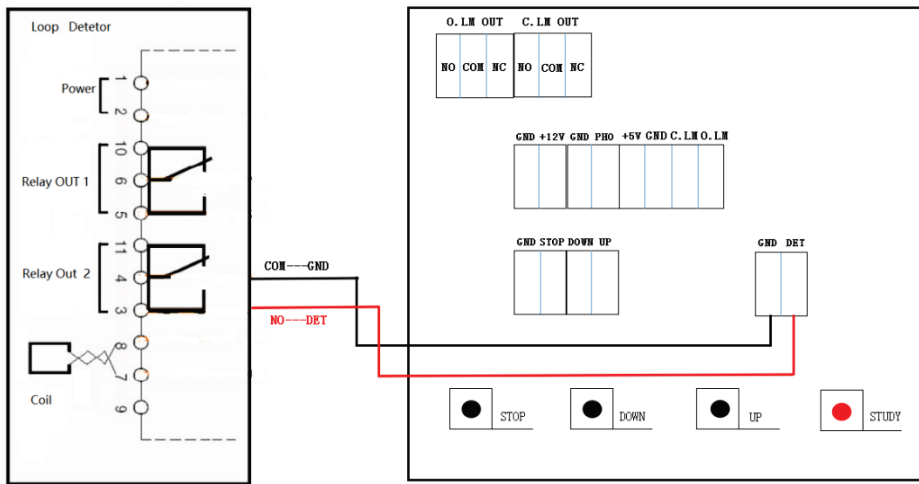 Loop Detetor
Power
1
2
Relay OUT 1
10
6
5
Relay Out 2
11
4
3
8
7
9
Coil
COM---GND
NO---DET
O.LM OUT C.LM OUT
NO COM NC NO COM NC
GND +12V GND PHO +5V GND C.LM O.LM
GND STOP DOWN UP
GND DET
STOP
DOWN
UP
STUDY